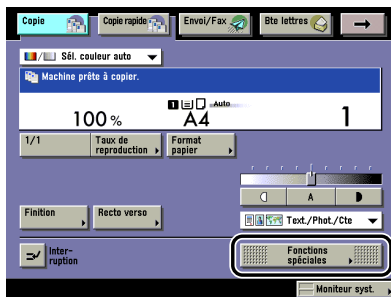 Copie
Copie rapide
Envoi/Fax
Bte lettres
Sél. couleur auto
Machine prête à copier.
100 %
1
Auto
A4
1
1/1
Taux de
reproduction
Format
papier
A
Finition
Recto verso
Text./Phot./Cte
Inter-
ruption
Fonctions
spéciales
Moniteur syst.